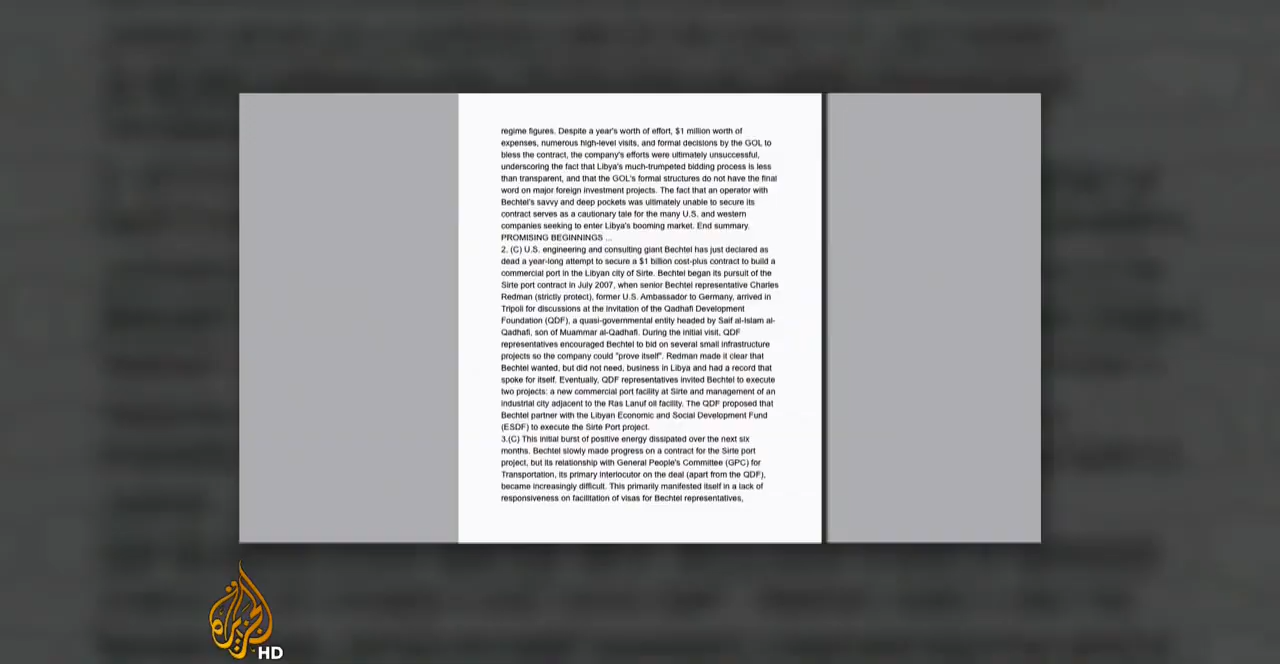 regime figures. Despite a year's worth of effort, $1 million worth of
expenses, numerous high-level visits, and formal decisions by the GOL to
bless the contract, the company's efforts were ultimately unsuccessful,
underscoring the fact that Libya's much-trumpeted bidding process is less
than transparent, and that the GOL's formal structures do not have the final
word on major foreign investment projects. The fact that an operator with
Bechtel's savvy and deep pockets was ultimately unable to secure its
contract serves as a cautionary tale for the many U.S. and western
companies seeking to enter Libya's booming market. End summary.
PROMISING BEGINNINGS ...
2. (C) U.S. engineering and consulting giant Bechtel has just declared as
dead a year-long attempt to secure a $1 billion cost-plus contract to build a
commercial port in the Libyan city of Sirte. Bechtel began its pursuit of the
Sirte port contract in July 2007, when senior Bechtel representative Charles
Redman (strictly protect), former U.S. Ambassador to Germany, arrived in
Tripoli for discussions at the invitation of the Qadhafi Development
Foundation (QDF), a quasi-governmental entity headed by Saif al-Islam al-
Qadhafi, son of Muammar al-Qadhafi. During the initial visit, QDF
representatives encouraged Bechtel to bid on several small infrastructure
projects so the company could "prove itself". Redman made it clear that
Bechtel wanted, but did not need, business in Libya and had a record that
spoke for itself. Eventually, QDF representatives invited Bechtel to execute
two projects: a new commercial port facility at Sirte and management of an
industrial city adjacent to the Ras Lanuf oil facility. The QDF proposed that
Bechtel partner with the Libyan Economic and Social Development Fund
(ESDF) to execute the Sirte Port project.
3.(C) This initial burst of positive energy dissipated over the next six
months. Bechtel slowly made progress on a contract for the Sirte port
project, but its relationship with General People's Committee (GPC) for
Transportation, its primary interlocutor on the deal (apart from the QDF),
became increasingly difficult. This primarily manifested itself in a lack of
responsiveness on facilitation of visas for Bechtel representatives,
الجزيرة
HD